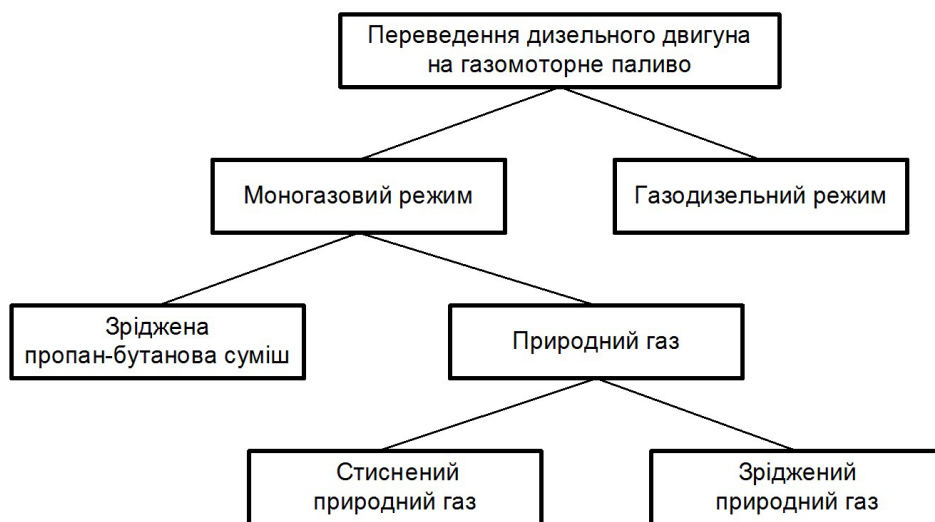 Переведення дизельного двигуна
на газомоторне паливо
Моногазовий режим
Газодизельний режим
Зріджена
пропан-бутанова суміш
Природний газ
Стиснений
природний газ
Зріджений
природний газ